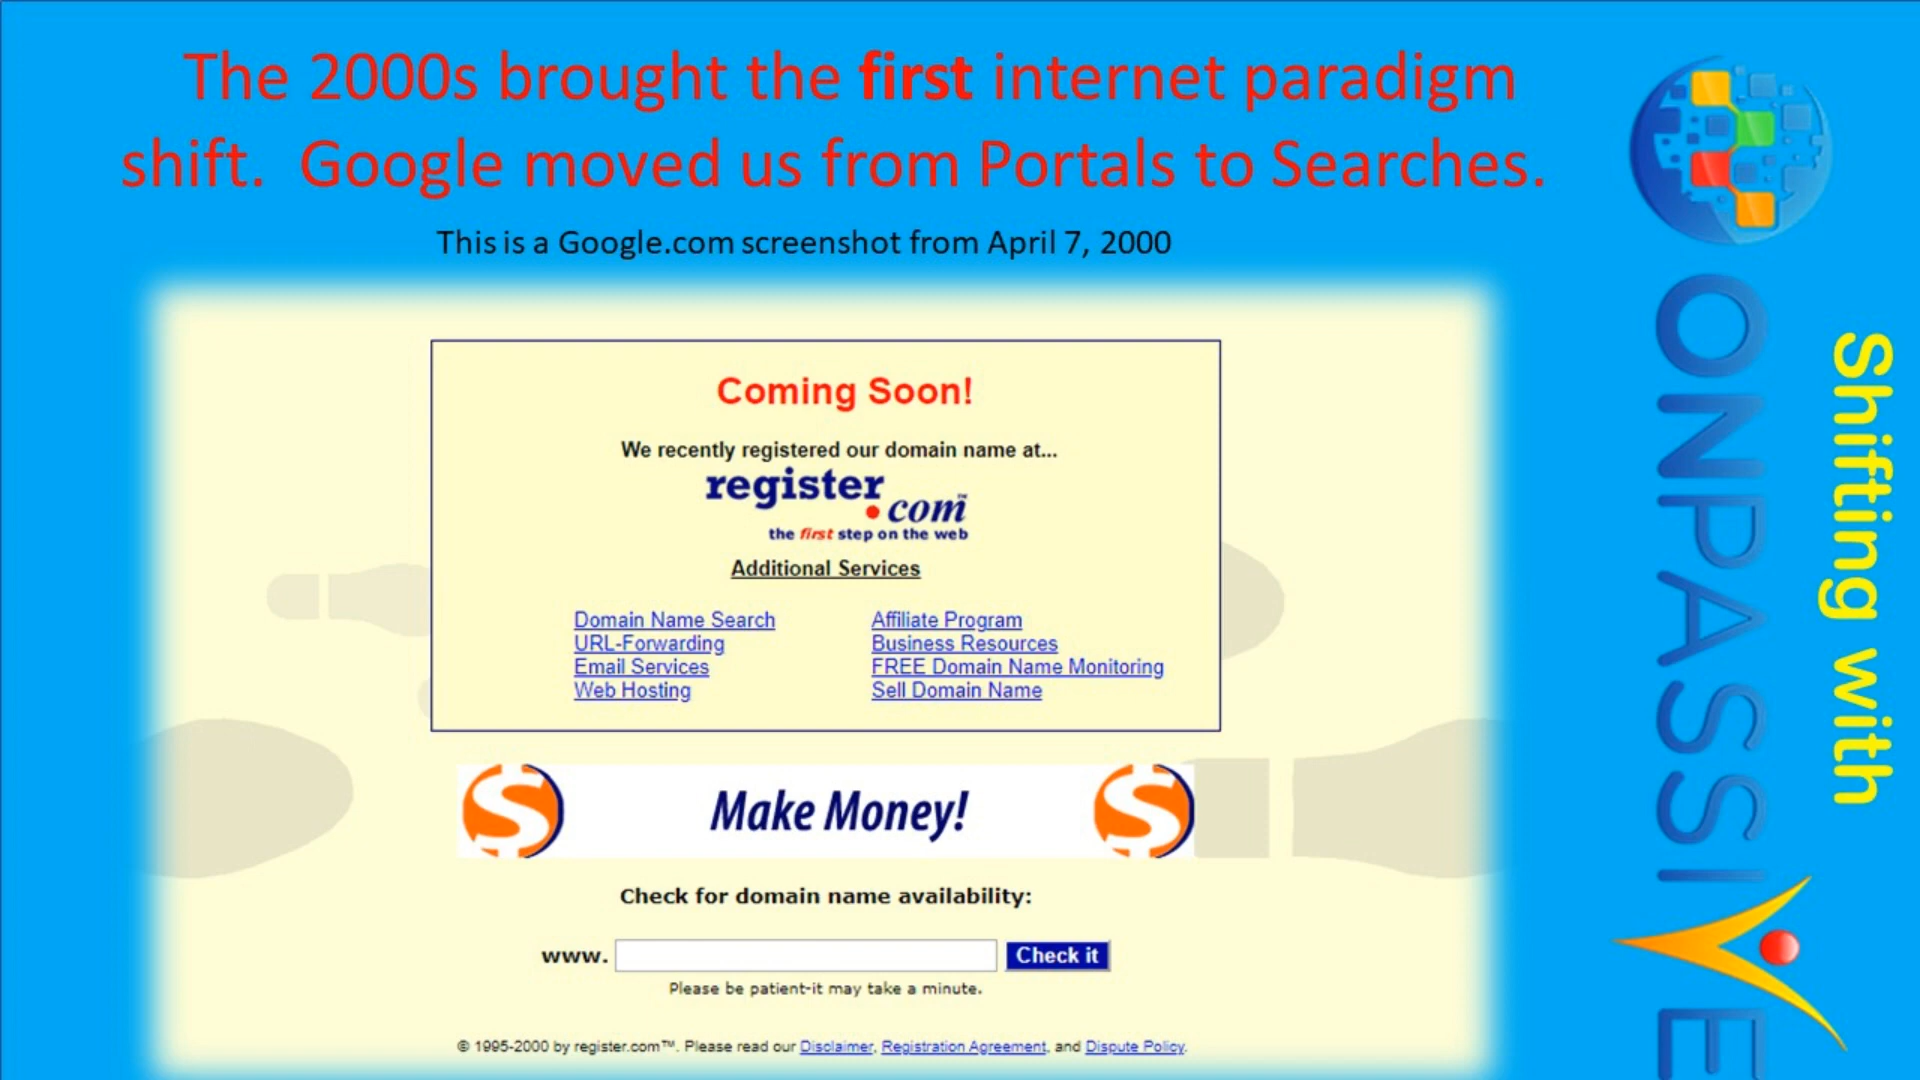 The 2000s brought the first internet paradigm
shift. Google moved us from Portals to Searches.
This is a Google.com screenshot from April 7, 2000
Coming Soon!
We recently registered our domain name at...
register.com™
the first step on the web
Additional Services
Domain Name Search
URL-Forwarding
Email Services
Web Hosting
Affiliate Program
Business Resources
FREE Domain Name Monitoring
Sell Domain Name
Make Money!
Check for domain name availability:
www.
Check it
Please be patient-it may take a minute.
© 1995-2000 by register.com™. Please read our Disclaimer, Registration Agreement, and Dispute Policy.
Shifting with
ONPASSIVE